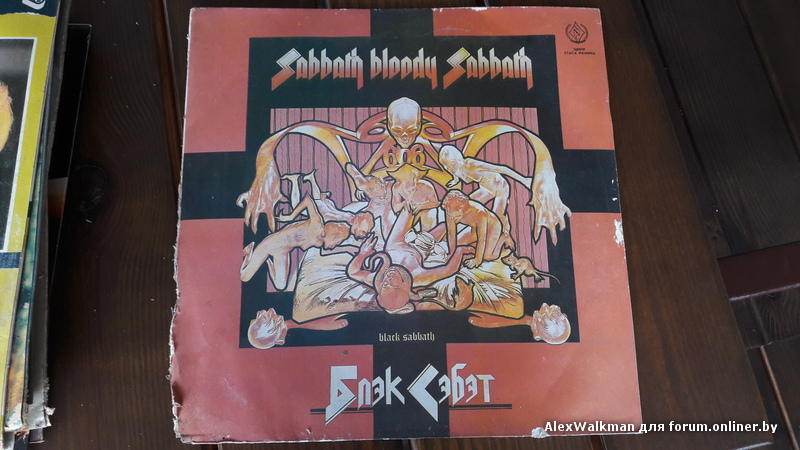 Sabbath bloody Sabbath
666
black sabbath
Блэк Сэбэт
AlexWalkman для forum.onliner.by